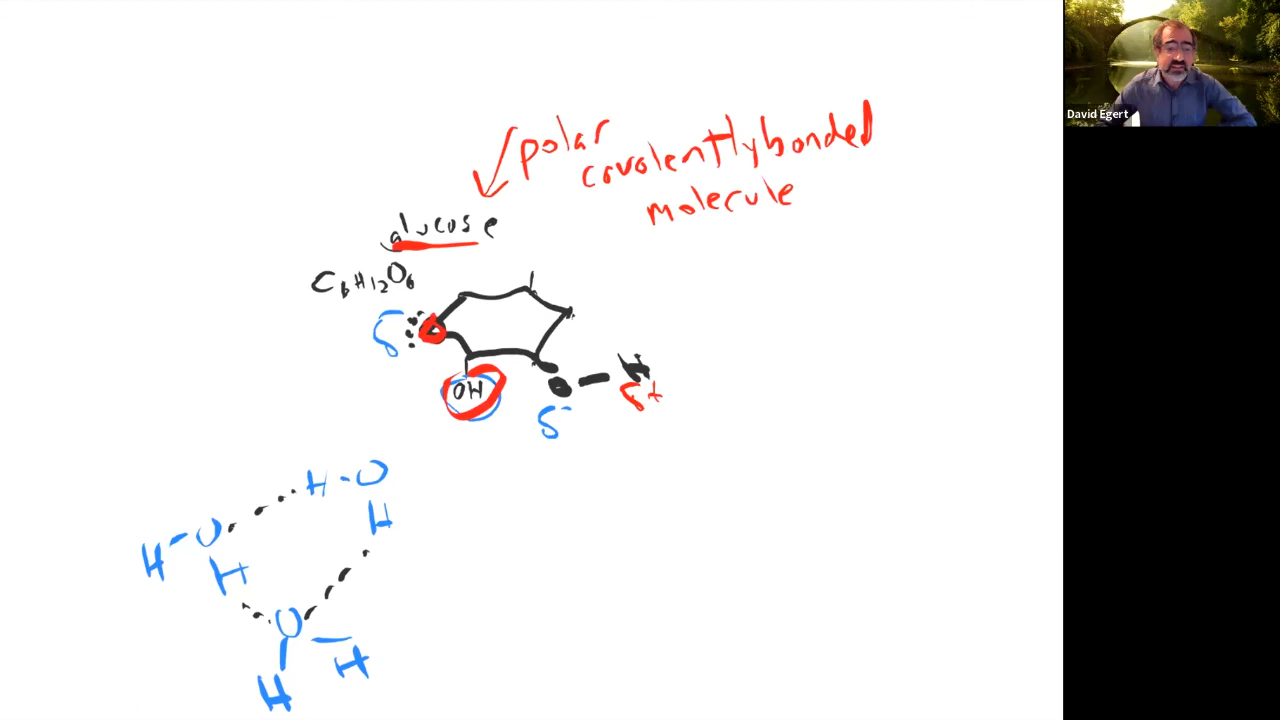 polar
covalently bonded
molecule
glucose
C6H12O6
δ-
O
OH
O
H
δ-
δ+
H O
H
H O
H
O
H
H
David Egert